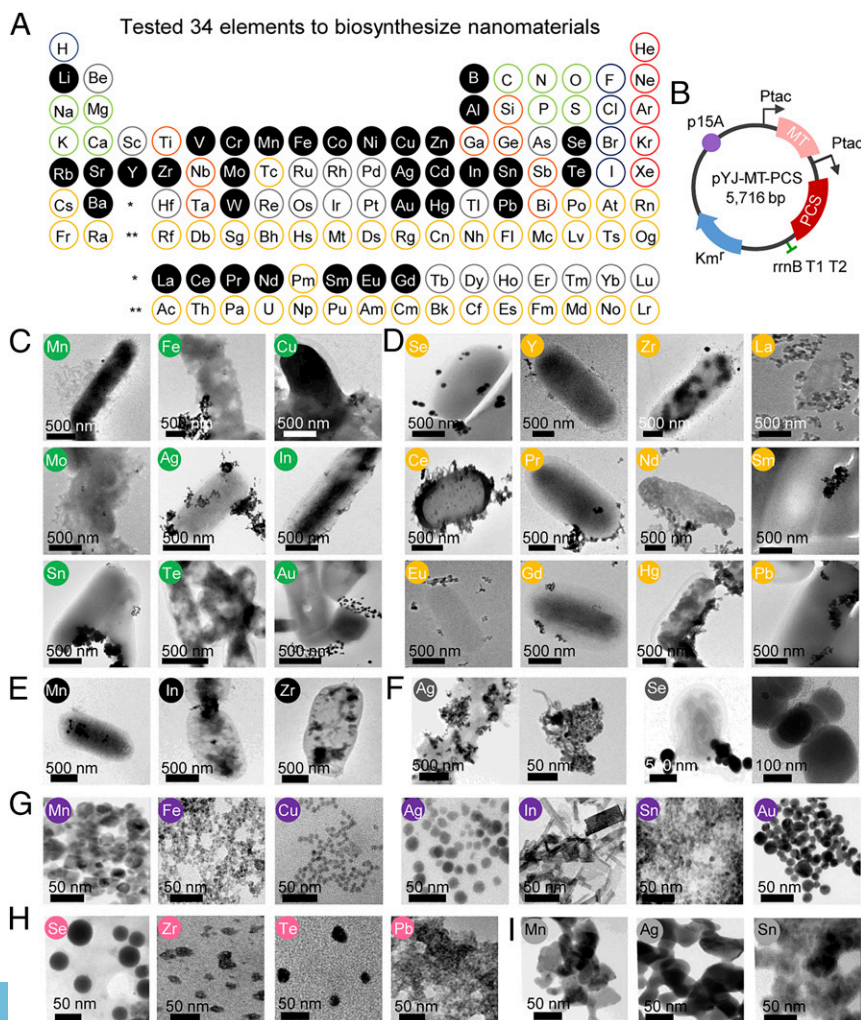 A
Tested 34 elements to biosynthesize nanomaterials
H He
Li Be B C N O F Ne
Na Mg Al Si P S Cl Ar
K Ca Sc Ti V Cr Mn Fe Co Ni Cu Zn Ga Ge As Se Br Kr
Rb Sr Y Zr Nb Mo Tc Ru Rh Pd Ag Cd In Sn Sb Te I Xe
Cs Ba * Hf Ta W Re Os Ir Pt Au Hg Tl Pb Bi Po At Rn
Fr Ra ** Rf Db Sg Bh Hs Mt Ds Rg Cn Nh Fl Mc Lv Ts Og
* La Ce Pr Nd Pm Sm Eu Gd Tb Dy Ho Er Tm Yb Lu
** Ac Th Pa U Np Pu Am Cm Bk Cf Es Fm Md No Lr
B
Ptac
p15A
MT
Ptac
pYJ-MT-PCS
5,716 bp
PCS
Kmr
rrnB T1 T2
C D
Mn Fe Cu Se Y Zr La
500 nm 500 nm 500 nm 500 nm 500 nm 500 nm 500 nm
Mo Ag In Ce Pr Nd Sm
500 nm 500 nm 500 nm 500 nm 500 nm 500 nm 500 nm
Sn Te Au Eu Gd Hg Pb
500 nm 500 nm 500 nm 500 nm 500 nm 500 nm 500 nm
E F
Mn In Zr Ag Se
500 nm 500 nm 500 nm 500 nm 50 nm 500 nm 100 nm
G
Mn Fe Cu Ag In Sn Au
50 nm 50 nm 50 nm 50 nm 50 nm 50 nm 50 nm
H I
Se Zr Te Pb Mn Ag Sn
50 nm 50 nm 50 nm 50 nm 50 nm 50 nm 50 nm